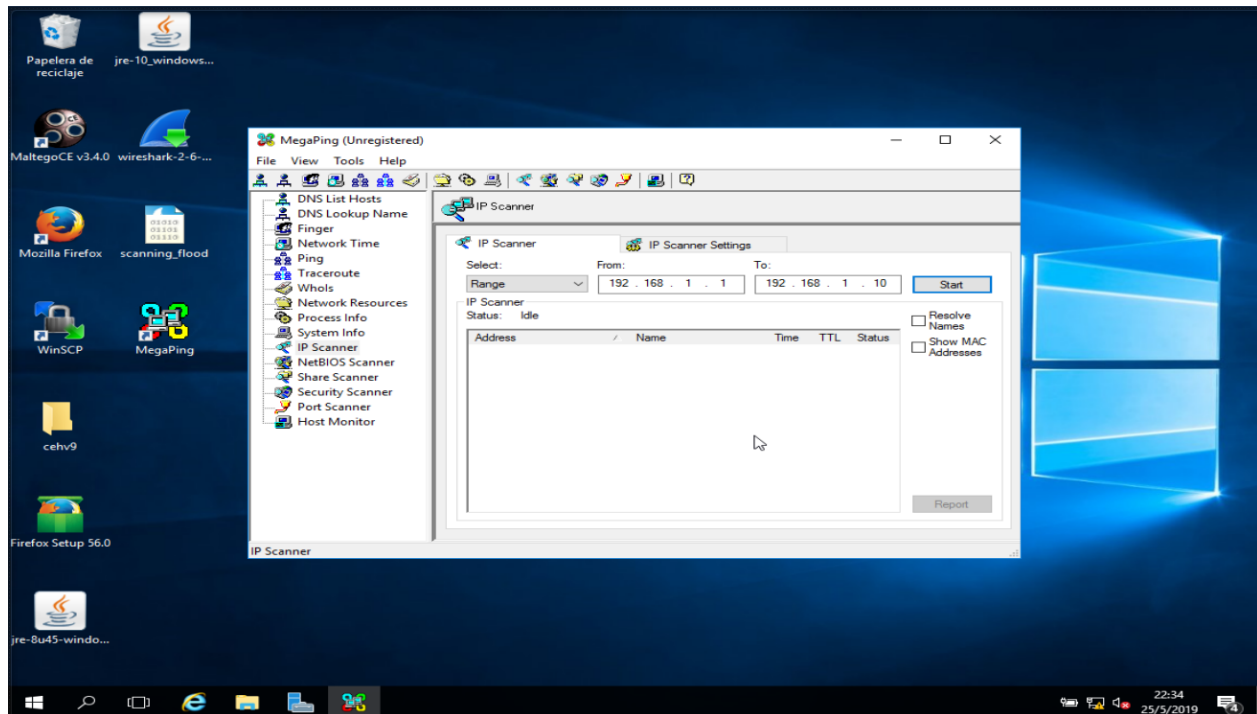 Papelera de reciclaje
jre-10_windows...
MaltegoCE v3.4.0
wireshark-2-6-...
Mozilla Firefox
scanning_flood
WinSCP
MegaPing
cehv9
Firefox Setup 56.0
jre-8u45-windo...
MegaPing (Unregistered)
File View Tools Help
DNS List Hosts
DNS Lookup Name
Finger
Network Time
Ping
Traceroute
WhoIs
Network Resources
Process Info
System Info
IP Scanner
NetBIOS Scanner
Share Scanner
Security Scanner
Port Scanner
Host Monitor
IP Scanner
IP Scanner
IP Scanner Settings
Select:
From:
To:
Range
192 . 168 . 1 . 1
192 . 168 . 1 . 10
Start
IP Scanner
Status: Idle
Address / Name Time TTL Status
Resolve Names
Show MAC Addresses
Report
IP Scanner
22:34
25/5/2019
4